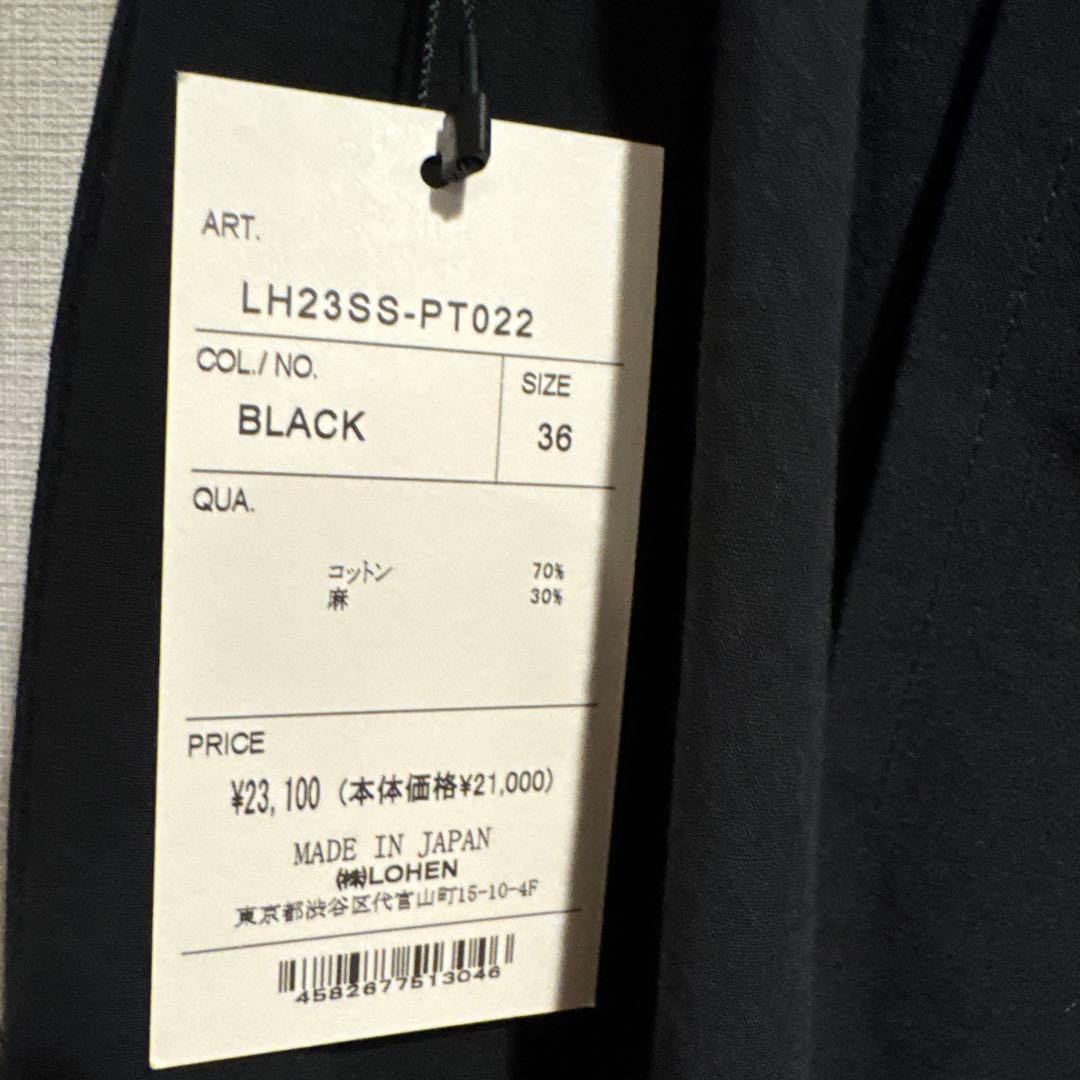 ART.
LH23SS-PT022
COL./ NO.
SIZE
BLACK
36
QUA.
コットン 70%
麻 30%
PRICE
¥23,100 (本体価格¥21,000)
MADE IN JAPAN
㈱LOHEN
東京都渋谷区代官山町15-10-4F
4582677513046